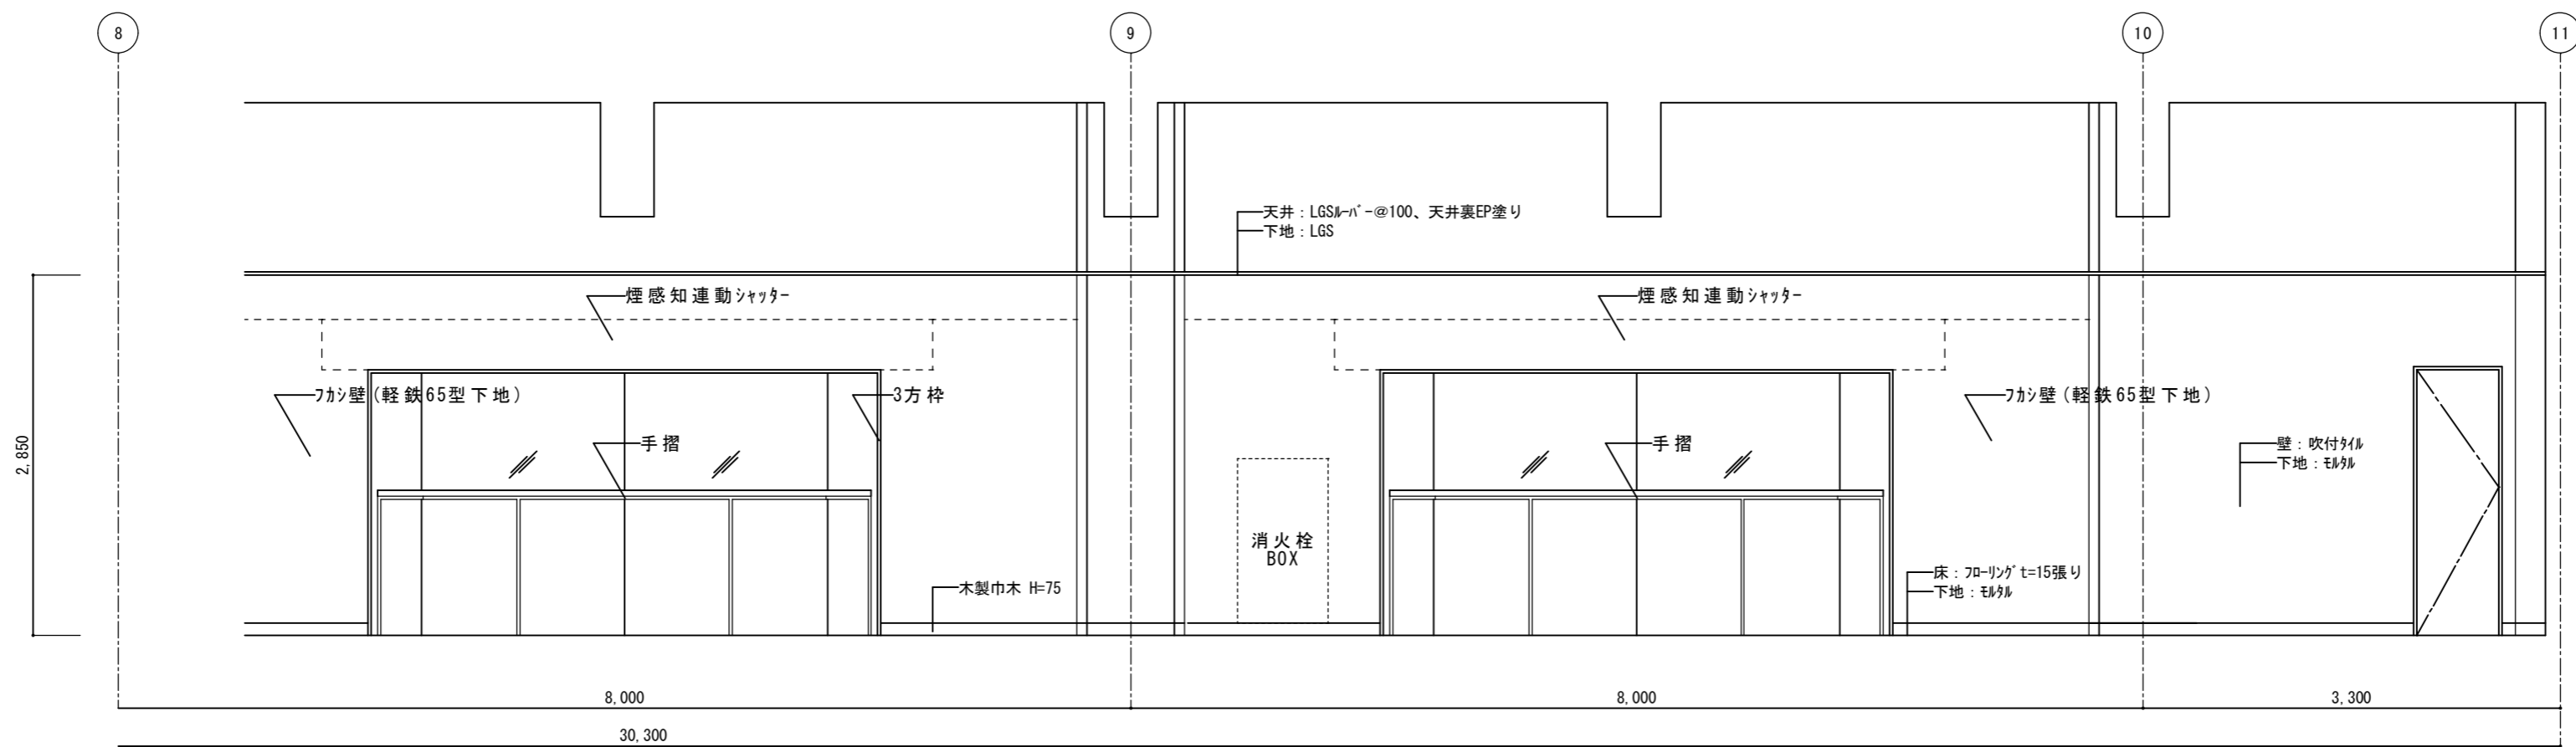 8
9
10
11
天井：LGSﾙｰﾊﾞｰ@100、天井裏EP塗り
下地：LGS
煙感知連動ｼｬｯﾀｰ
煙感知連動ｼｬｯﾀｰ
ﾌｶｼ壁（軽鉄65型下地）
3方枠
ﾌｶｼ壁（軽鉄65型下地）
手摺
手摺
壁：吹付ﾀｲﾙ
下地：ﾓﾙﾀﾙ
2,850
消火栓
BOX
床：ﾌﾛｰﾘﾝｸﾞt=15張り
下地：ﾓﾙﾀﾙ
木製巾木 H=75
8,000
8,000
3,300
30,300